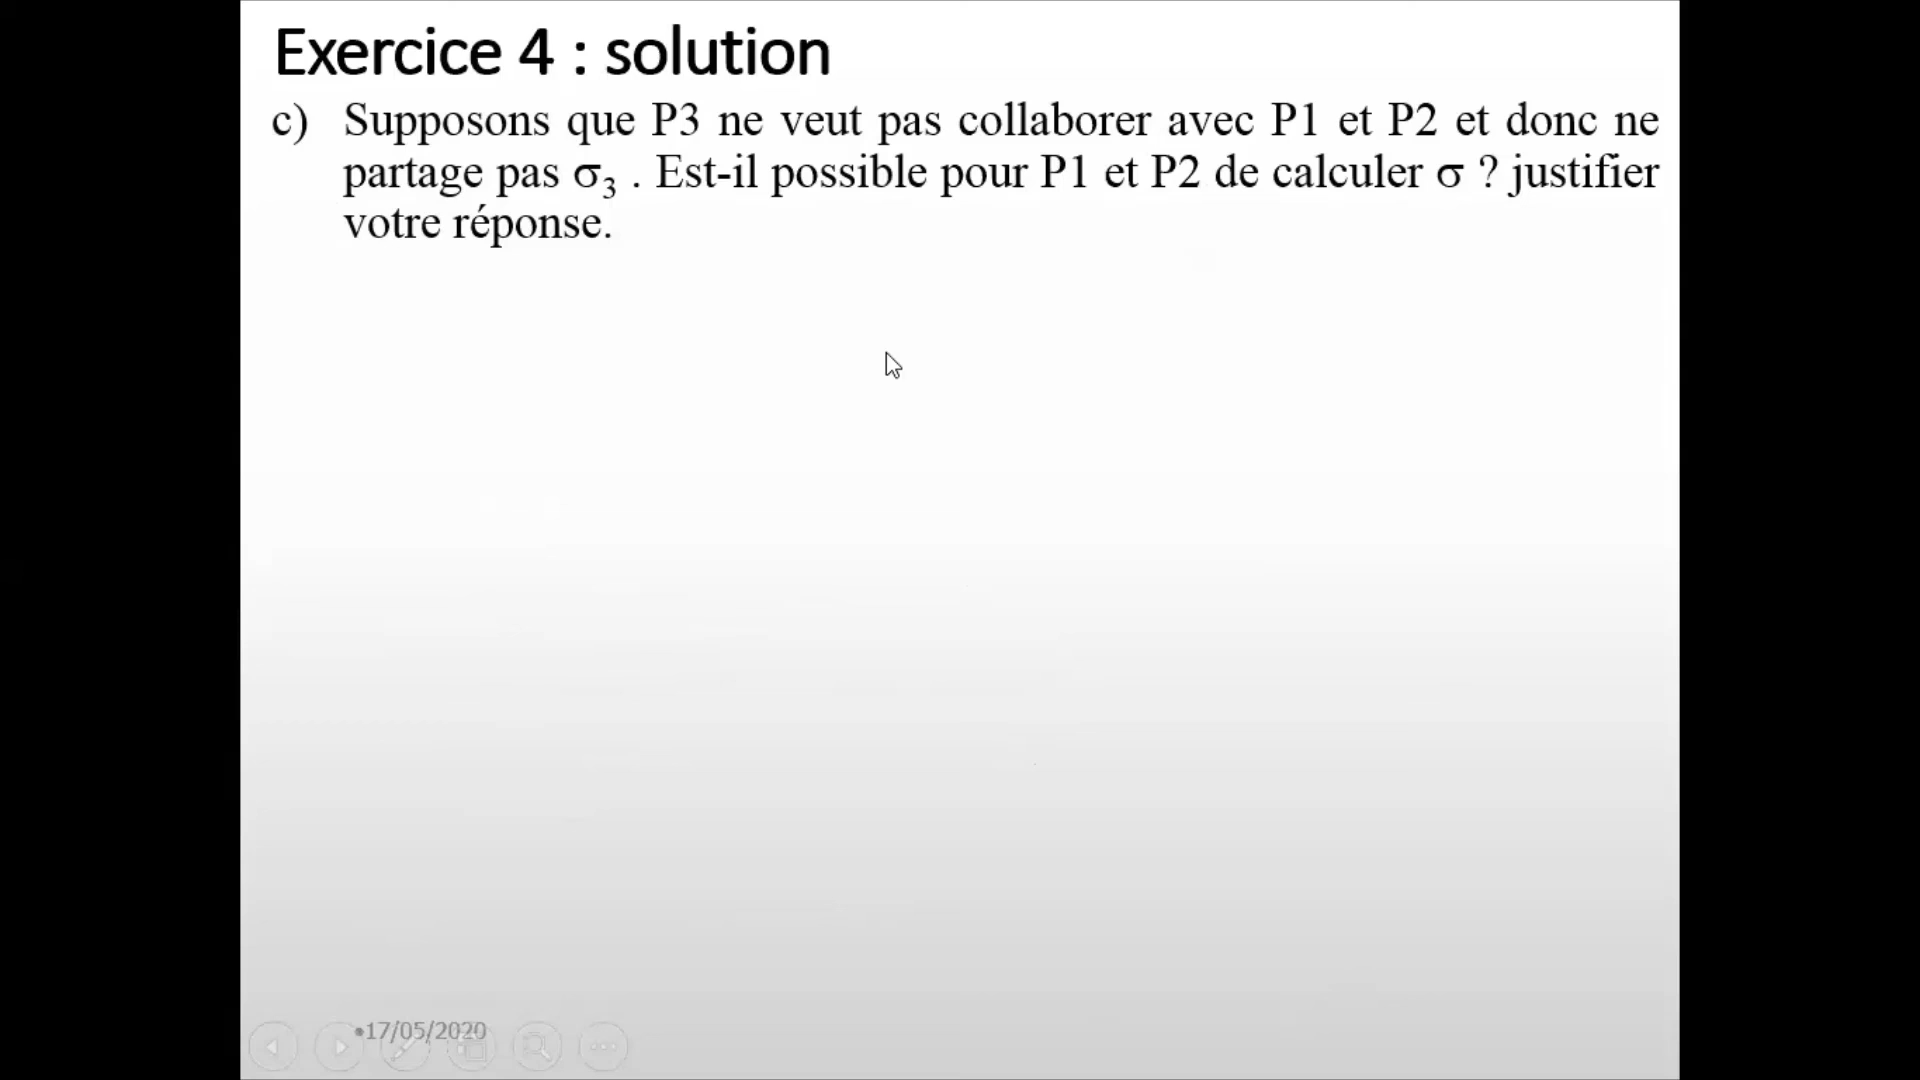 Exercice 4 : solution
c) Supposons que P3 ne veut pas collaborer avec P1 et P2 et donc ne
partage pas σ₃ . Est-il possible pour P1 et P2 de calculer σ ? justifier
votre réponse.
•17/05/2020